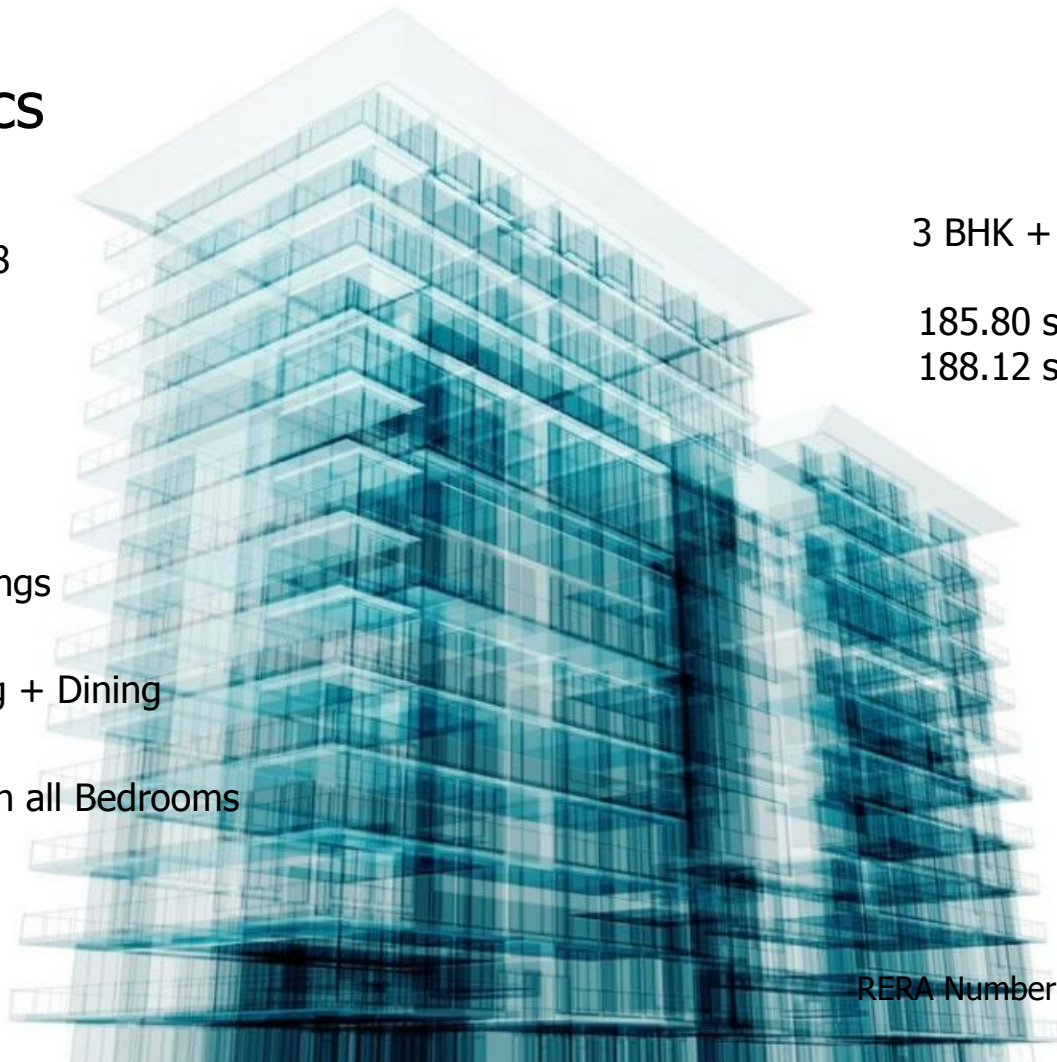 cs
3 BHK +
3
185.80 s
188.12 s
ngs
g + Dining
n all Bedrooms
RERA Number